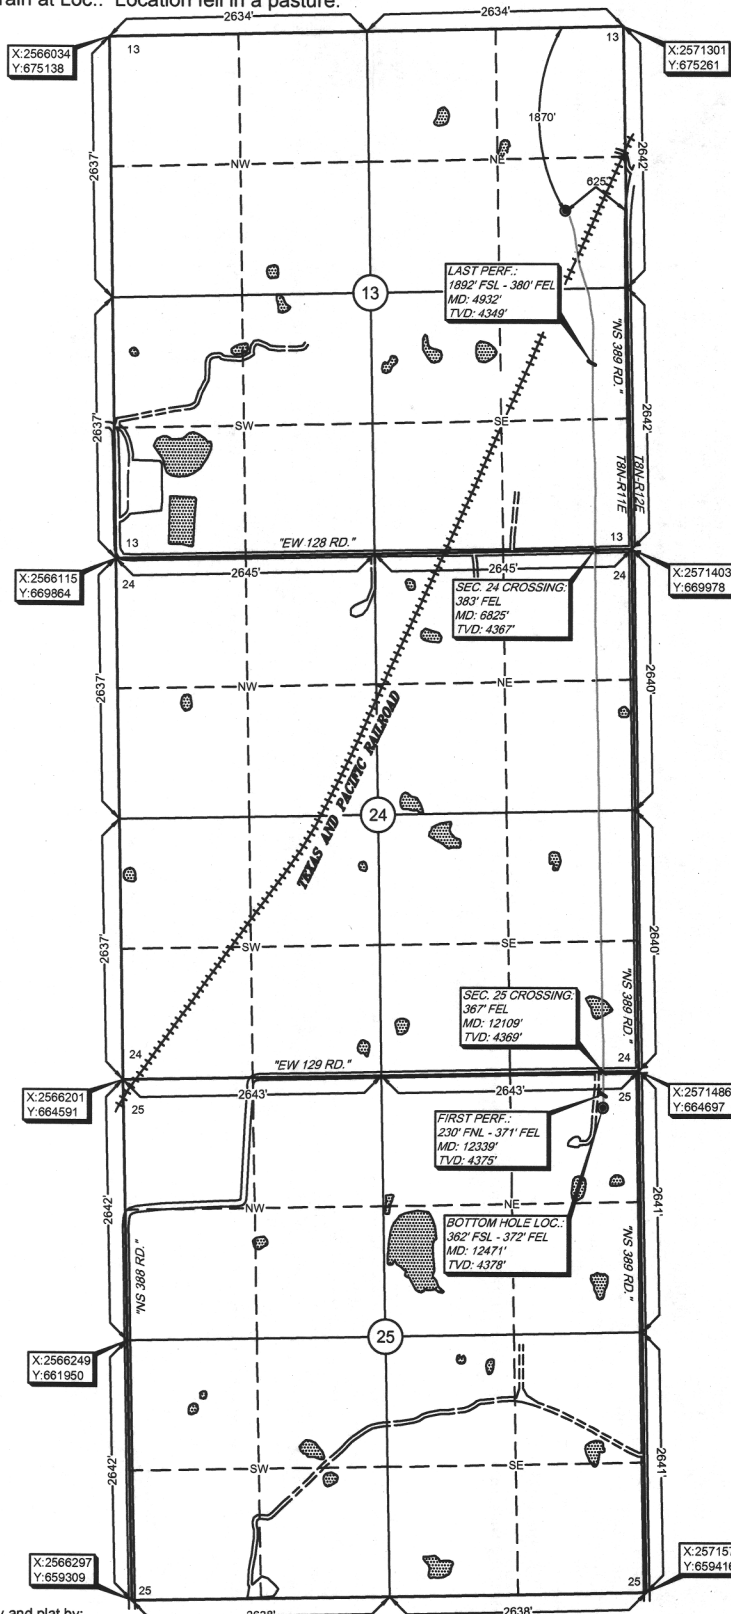 rain at Loc.: Location fell in a pasture.
2634'
2634'
X:2566034
Y:675138
13
13
X:2571301
Y:675261
1870'
2637'
NW
NE
2642'
625'
LAST PERF.:
1892' FSL - 380' FEL
MD: 4932'
TVD: 4349'
13
"NS 389 RD."
2637'
SW
SE
2642'
T8N-R11E
T8N-R12E
13
"EW 128 RD."
13
X:2566115
Y:669864
24
2645'
2645'
24
X:2571403
Y:669978
SEC. 24 CROSSING:
383' FEL
MD: 6825'
TVD: 4367'
2637'
NW
NE
2640'
TEXAS AND PACIFIC RAILROAD
24
2637'
SW
SE
2640'
"NS 389 RD."
SEC. 25 CROSSING:
367' FEL
MD: 12109'
TVD: 4369'
24
"EW 129 RD."
24
X:2566201
Y:664591
25
2643'
2643'
25
X:2571486
Y:664697
FIRST PERF.:
230' FNL - 371' FEL
MD: 12339'
TVD: 4375'
2642'
NW
NE
2641'
BOTTOM HOLE LOC.:
362' FSL - 372' FEL
MD: 12471'
TVD: 4378'
"NS 388 RD."
"NS 389 RD."
25
X:2566249
Y:661950
2642'
SW
SE
2641'
X:2566297
Y:659309
25
25
X:257157
Y:659416
y and plat by:
2638'
2638'